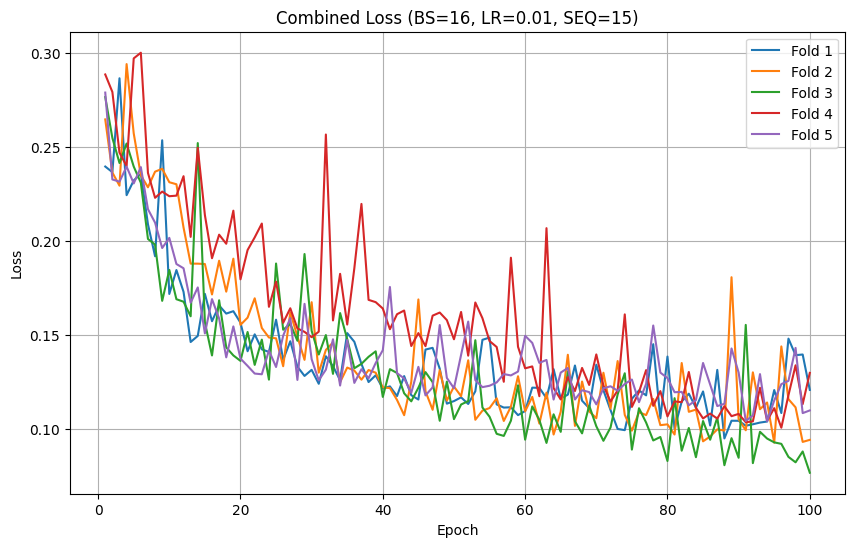 Combined Loss (BS=16, LR=0.01, SEQ=15)
Fold 1
Fold 2
Fold 3
Fold 4
Fold 5
0.30
0.25
0.20
0.15
0.10
Loss
0
20
40
60
80
100
Epoch